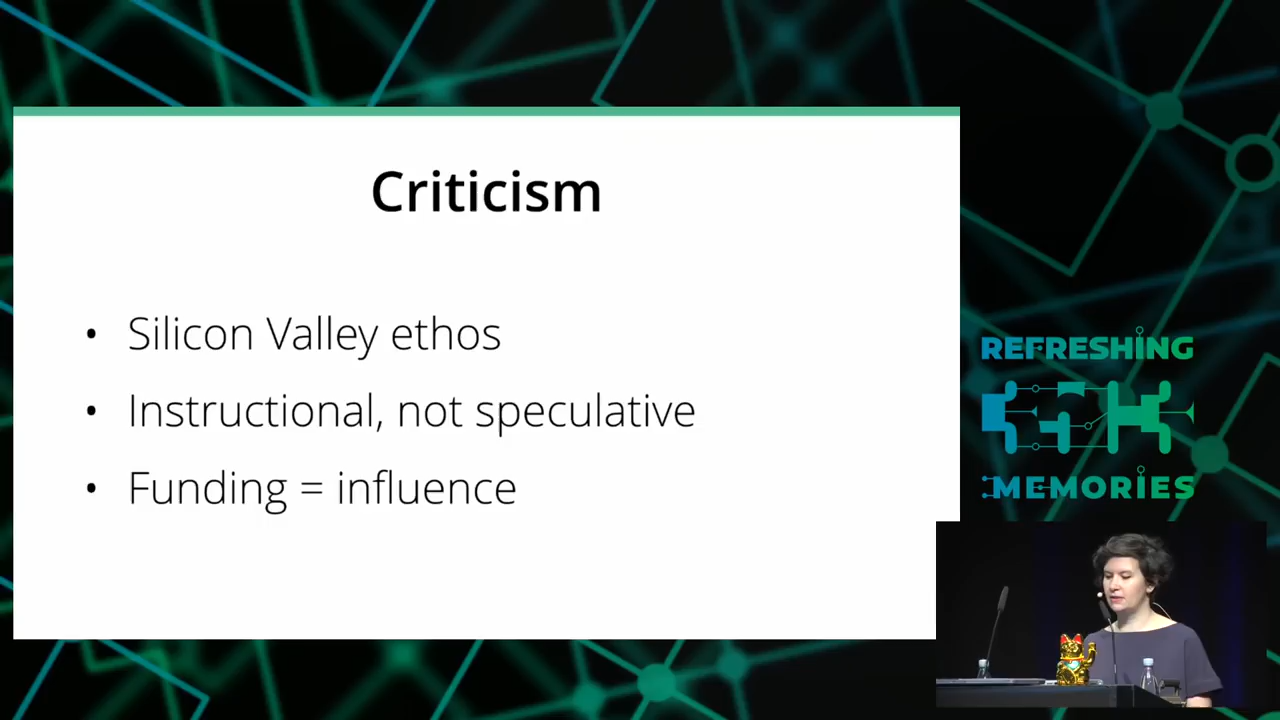 Criticism
• Silicon Valley ethos
• Instructional, not speculative
• Funding = influence
REFRESHING
MEMORIES